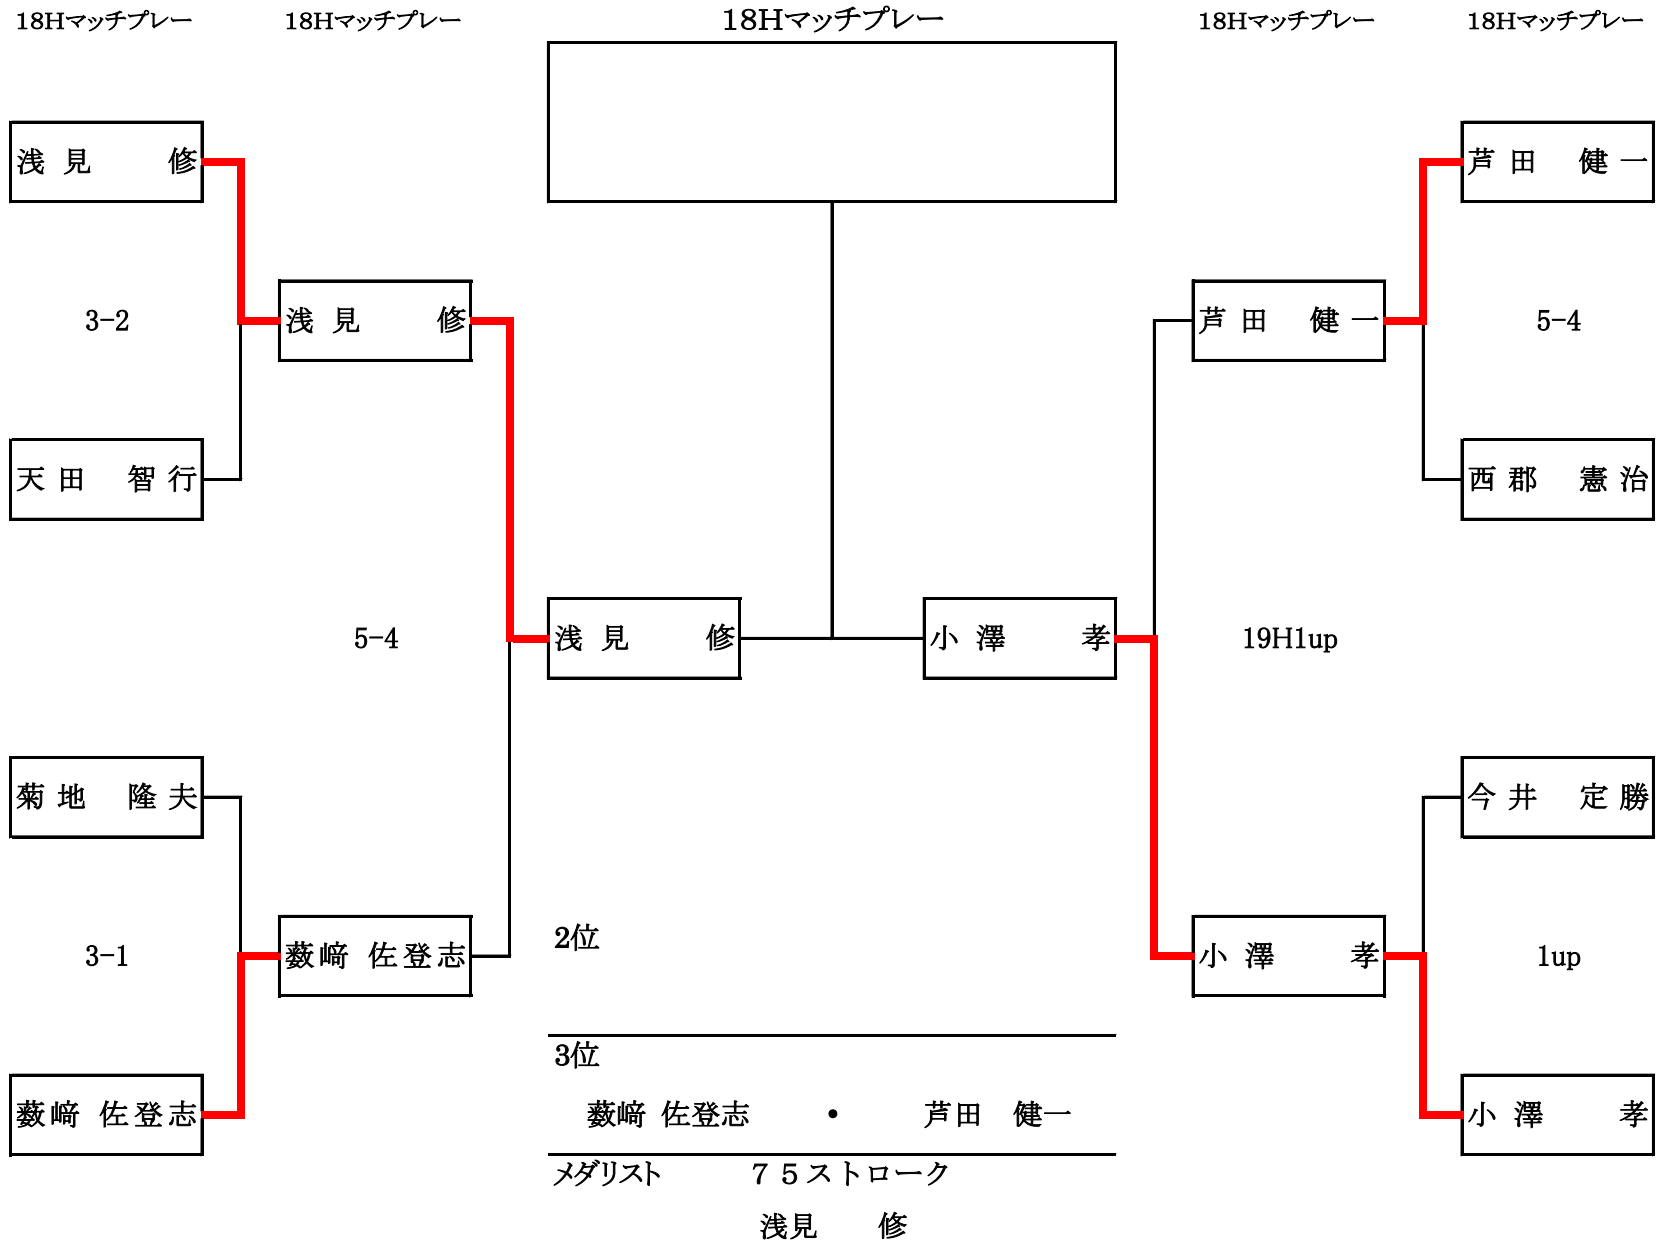 18Hマッチプレー 18Hマッチプレー 18Hマッチプレー 18Hマッチプレー 18Hマッチプレー
浅見 修 芦田 健一
3-2 浅見 修 芦田 健一 5-4
天田 智行 西郡 憲治
5-4 浅見 修 小澤 孝 19H1up
菊地 隆夫 今井 定勝
2位
3-1 薮﨑 佐登志 小澤 孝 1up
3位
薮﨑 佐登志 薮﨑 佐登志 ・ 芦田 健一 小澤 孝
メダリスト 75ストローク
浅見 修